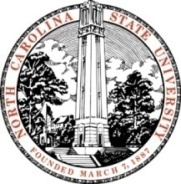 NORTH CAROLINA STATE UNIVERSITY
FOUNDED MARCH 7, 1887